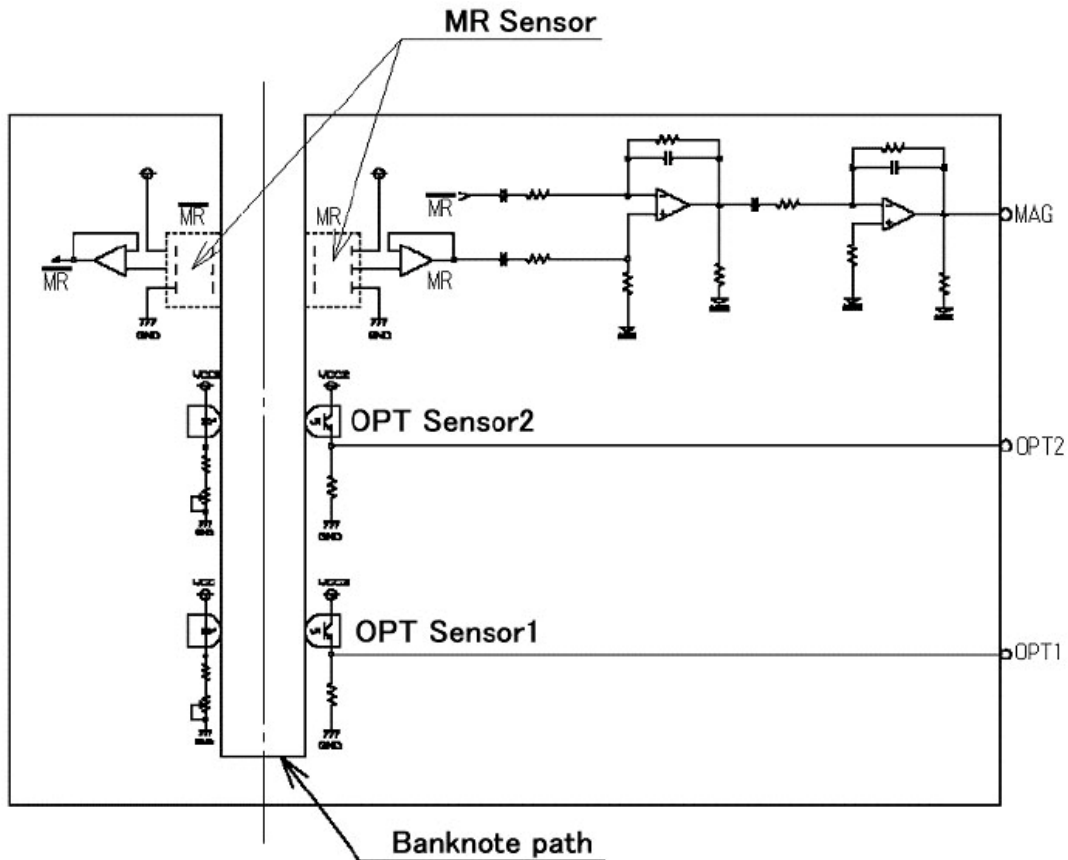 MR Sensor
MR
MR
MR
MAG
MR
MR
GND
GND
VCC2
OPT Sensor2
OPT2
GND
GND
VCC
VCC2
OPT Sensor1
OPT1
GND
GND
Banknote path